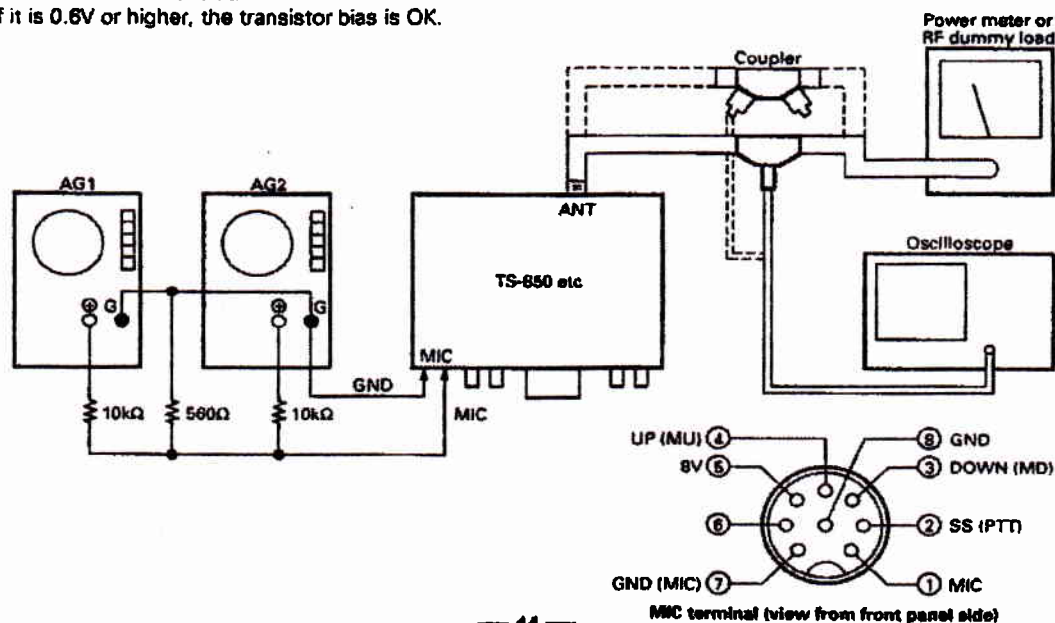 f it is 0.6V or higher, the transistor bias is OK.
Power meter or
RF dummy load
Coupler
AG1
AG2
ANT
TS-850 etc
Oscilloscope
⊕ G
⊕ G
MIC
GND
MIC
10kΩ
560Ω
10kΩ
UP (MU) ④
⑧ GND
8V ⑤
③ DOWN (MD)
⑥
② SS (PTT)
GND (MIC) ⑦
① MIC
MIC terminal (view from front panel side)